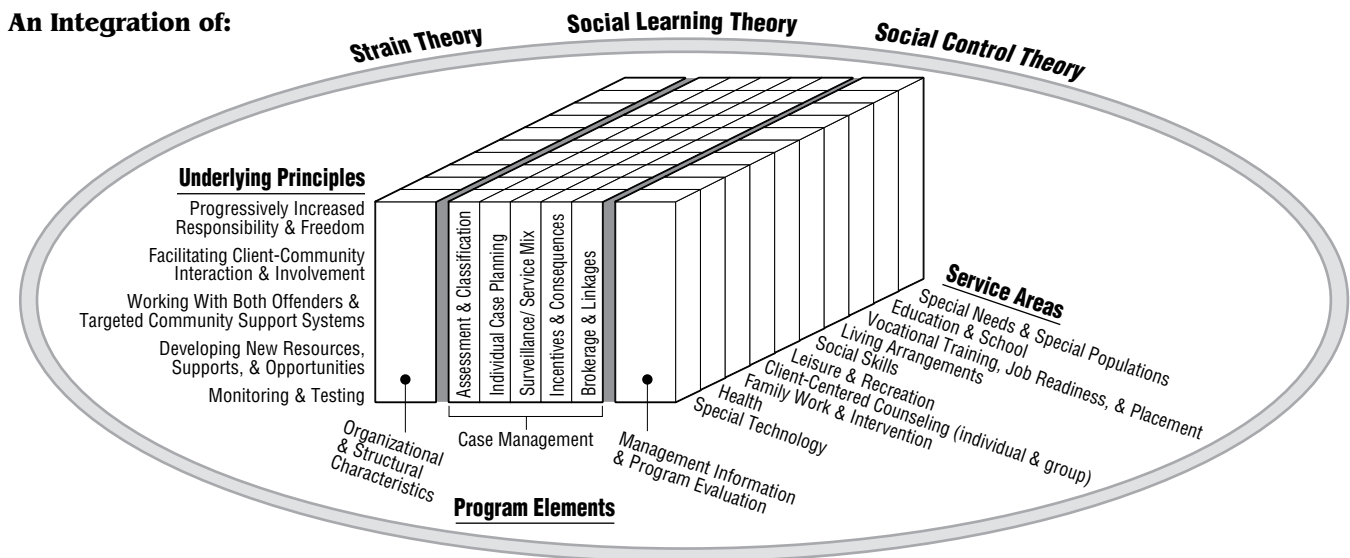 An Integration of:
Strain Theory
Social Learning Theory
Social Control Theory
Underlying Principles
Progressively Increased
Responsibility & Freedom
Facilitating Client-Community
Interaction & Involvement
Working With Both Offenders &
Targeted Community Support Systems
Developing New Resources,
Supports, & Opportunities
Monitoring & Testing
Assessment & Classification
Individual Case Planning
Surveillance/ Service Mix
Incentives & Consequences
Brokerage & Linkages
Organizational
& Structural
Characteristics
Case Management
Management Information
& Program Evaluation
Program Elements
Service Areas
Special Needs & Special Populations
Education & School
Vocational Training, Job Readiness, & Placement
Living Arrangements
Social Skills
Leisure & Recreation
Client-Centered Counseling (individual & group)
Family Work & Intervention
Health
Special Technology